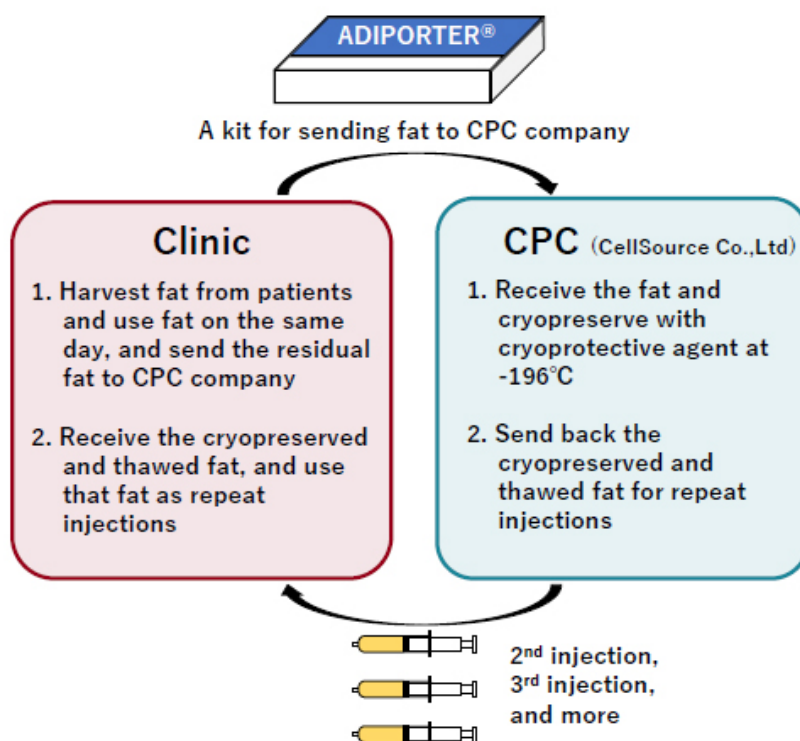 ADIPORTER®
A kit for sending fat to CPC company
Clinic
1. Harvest fat from patients
and use fat on the same
day, and send the residual
fat to CPC company
2. Receive the cryopreserved
and thawed fat, and use
that fat as repeat
injections
CPC (CellSource Co.,Ltd)
1. Receive the fat and
cryopreserve with
cryoprotective agent at
-196℃
2. Send back the
cryopreserved and
thawed fat for repeat
injections
2nd injection,
3rd injection,
and more